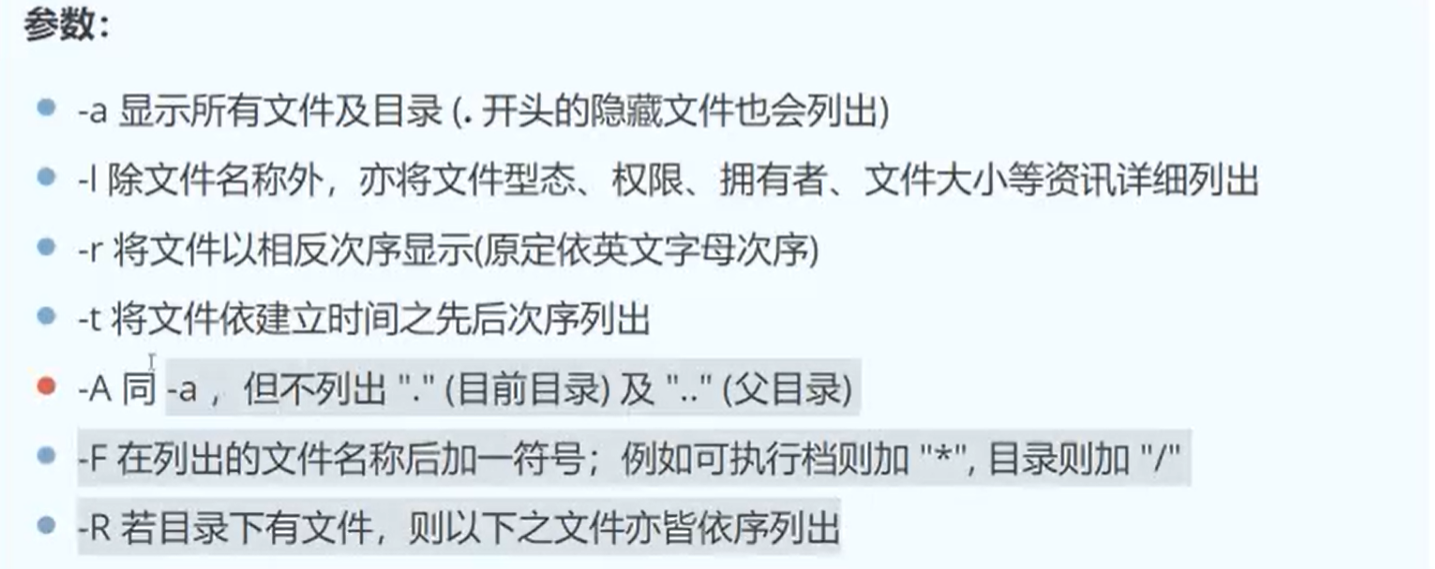 参数：
-a 显示所有文件及目录 (. 开头的隐藏文件也会列出)
-l 除文件名称外，亦将文件型态、权限、拥有者、文件大小等资讯详细列出
-r 将文件以相反次序显示(原定依英文字母次序)
-t 将文件依建立时间之先后次序列出
-A 同 -a ，但不列出 "." (目前目录) 及 ".." (父目录)
-F 在列出的文件名称后加一符号；例如可执行档则加 "*", 目录则加 "/"
-R 若目录下有文件，则以下之文件亦皆依序列出